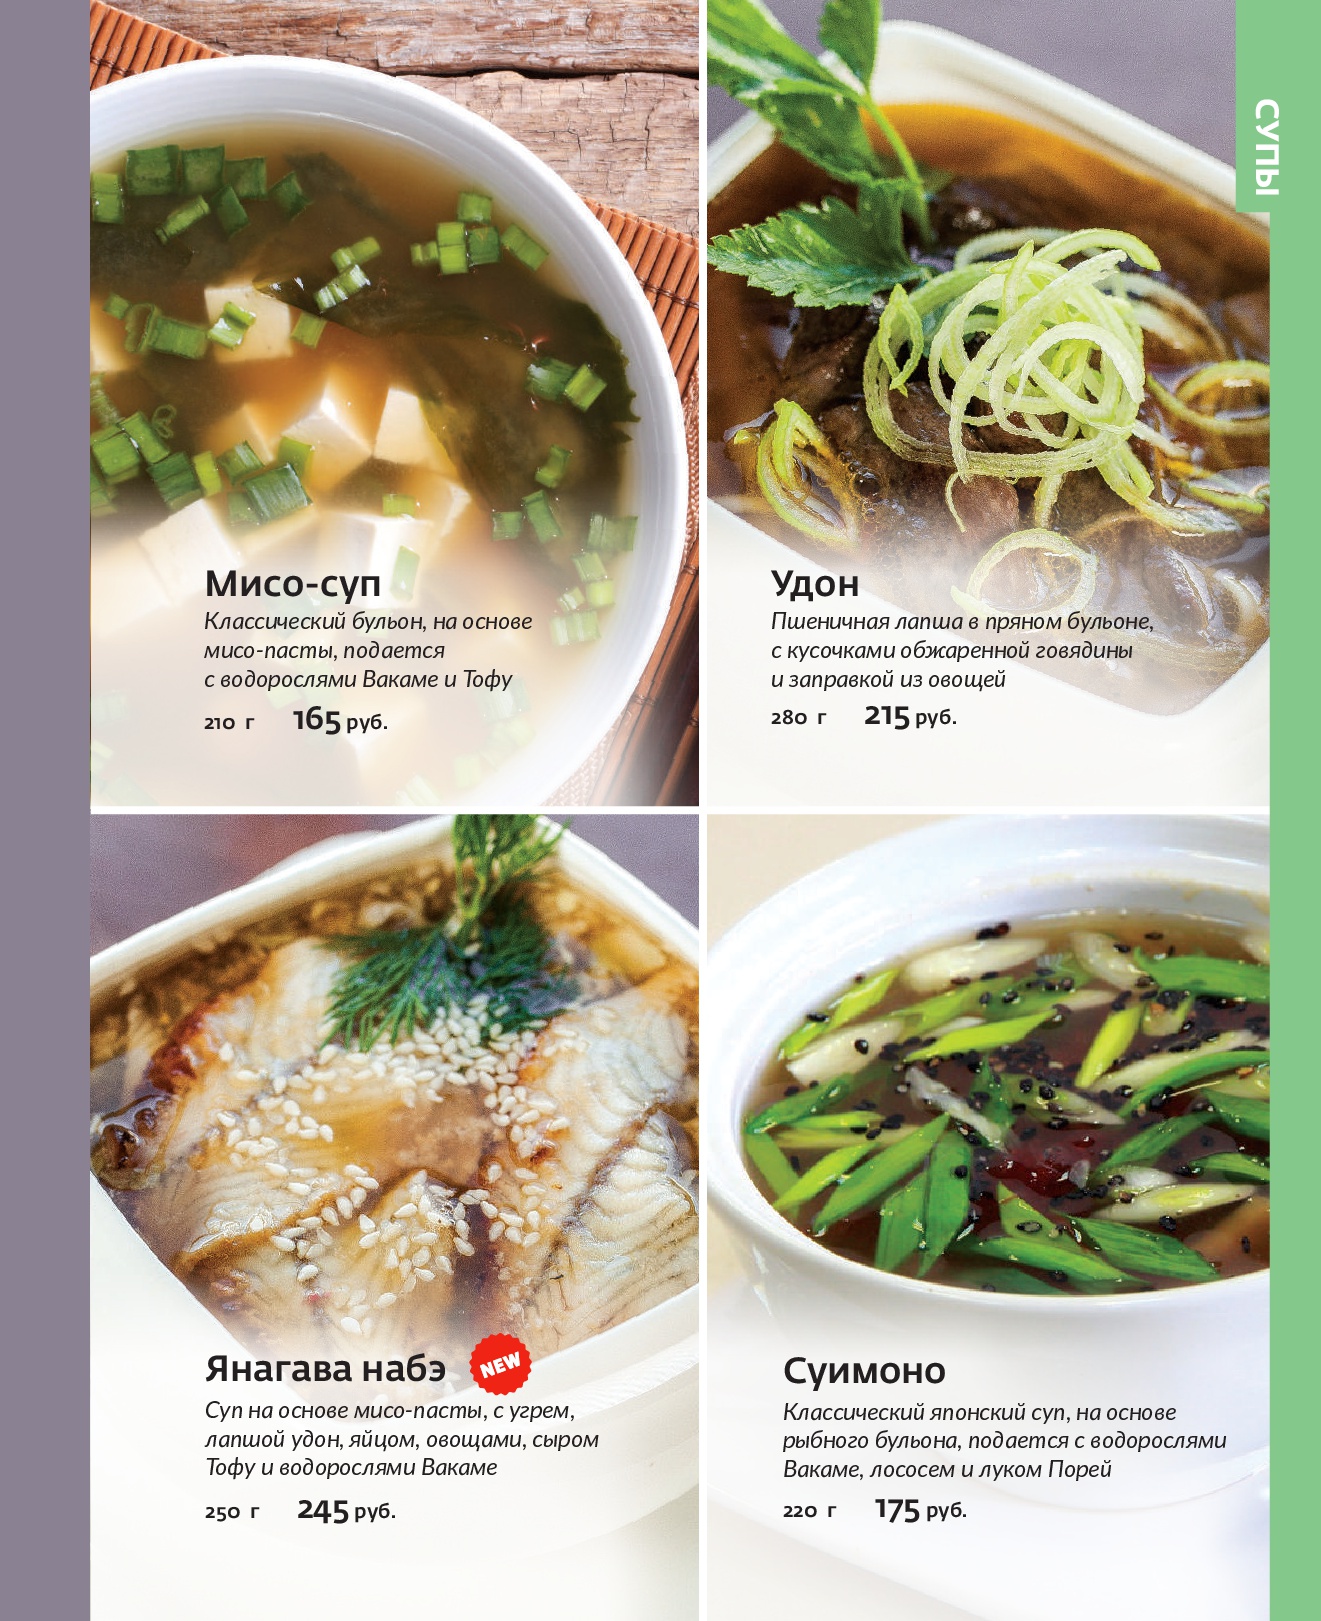 СУПЫ
Мисо-суп
Классический бульон, на основе
мисо-пасты, подается
с водорослями Вакаме и Тофу
210 г 165 руб.
Удон
Пшеничная лапша в пряном бульоне,
с кусочками обжаренной говядины
и заправкой из овощей
280 г 215 руб.
Янагава набэ NEW
Суп на основе мисо-пасты, с угрем,
лапшой удон, яйцом, овощами, сыром
Тофу и водорослями Вакаме
250 г 245 руб.
Суимоно
Классический японский суп, на основе
рыбного бульона, подается с водорослями
Вакаме, лососем и луком Порей
220 г 175 руб.